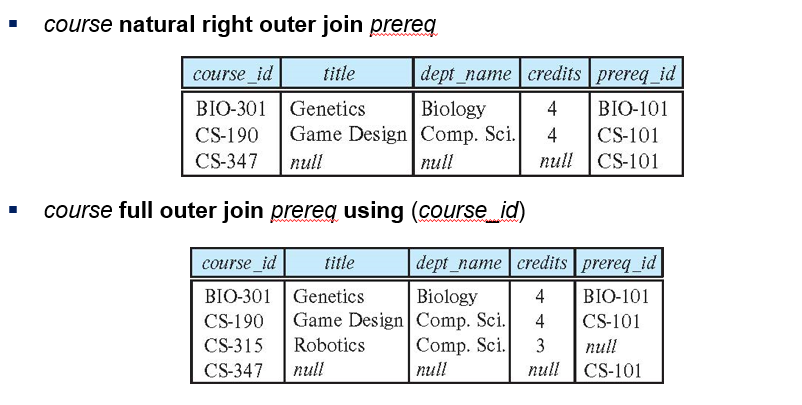 ▪ course natural right outer join prereq
course_id title dept_name credits prereq_id
BIO-301 Genetics Biology 4 BIO-101
CS-190 Game Design Comp. Sci. 4 CS-101
CS-347 null null null CS-101
▪ course full outer join prereq using (course_id)
course_id title dept_name credits prereq_id
BIO-301 Genetics Biology 4 BIO-101
CS-190 Game Design Comp. Sci. 4 CS-101
CS-315 Robotics Comp. Sci. 3 null
CS-347 null null null CS-101